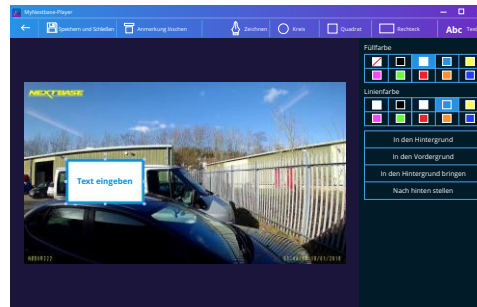 MyNextbase-Player
Speichern und Schließen
Anmerkung löschen
Zeichnen
Kreis
Quadrat
Rechteck
Abc Text
Füllfarbe
Linienfarbe
NEXTBASE
Text eingeben
In den Hintergrund
In den Vordergrund
In den Hintergrund bringen
Nach hinten stellen